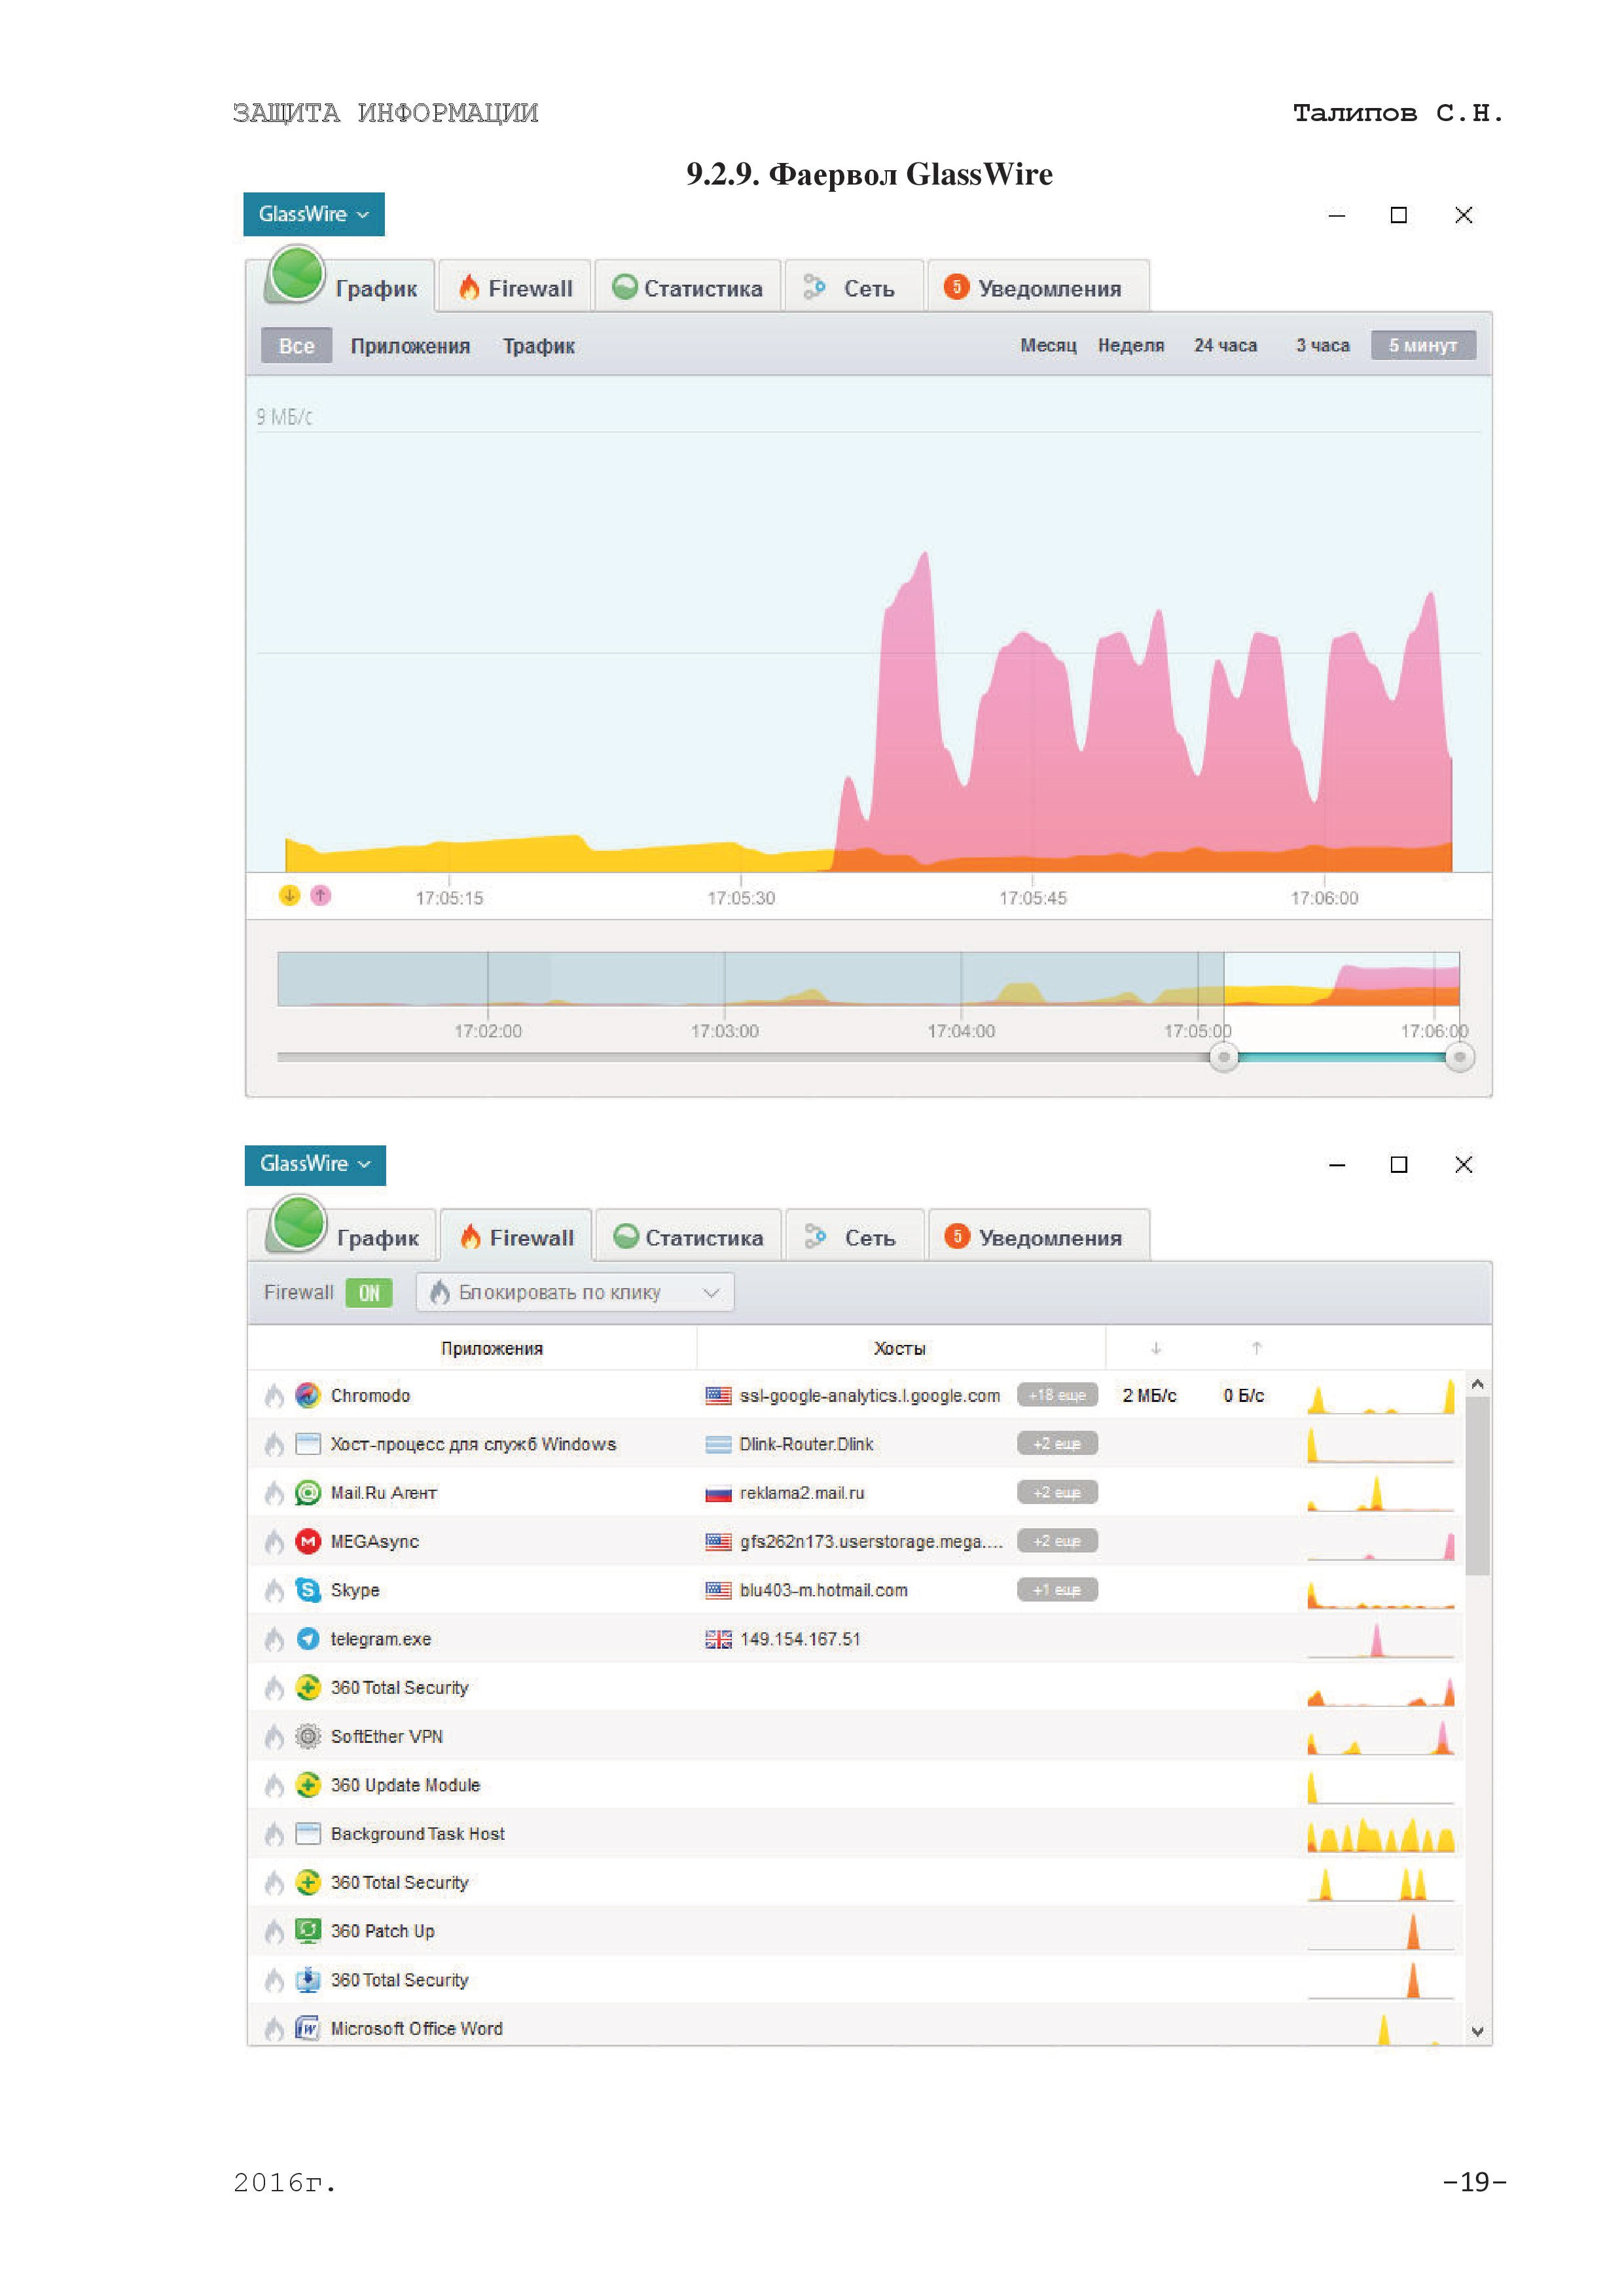 ЗАЩИТА ИНФОРМАЦИИ Талипов С.Н.
9.2.9. Фаервол GlassWire
GlassWire
График Firewall Статистика Сеть 5 Уведомления
Все Приложения Трафик Месяц Неделя 24 часа 3 часа 5 минут
9 МБ/с
17:05:15 17:05:30 17:05:45 17:06:00
17:02:00 17:03:00 17:04:00 17:05:00 17:06:00
GlassWire
График Firewall Статистика Сеть 5 Уведомления
Firewall ON Блокировать по клику
Приложения Хосты ↓ ↑
Chromodo ssl-google-analytics.l.google.com +18 еще 2 МБ/с 0 Б/с
Хост-процесс для служб Windows Dlink-Router.Dlink +2 еще
Mail.Ru Агент reklama2.mail.ru +2 еще
MEGAsync gfs262n173.userstorage.mega.... +2 еще
Skype blu403-m.hotmail.com +1 еще
telegram.exe 149.154.167.51
360 Total Security
SoftEther VPN
360 Update Module
Background Task Host
360 Total Security
360 Patch Up
360 Total Security
Microsoft Office Word
2016г. -19-